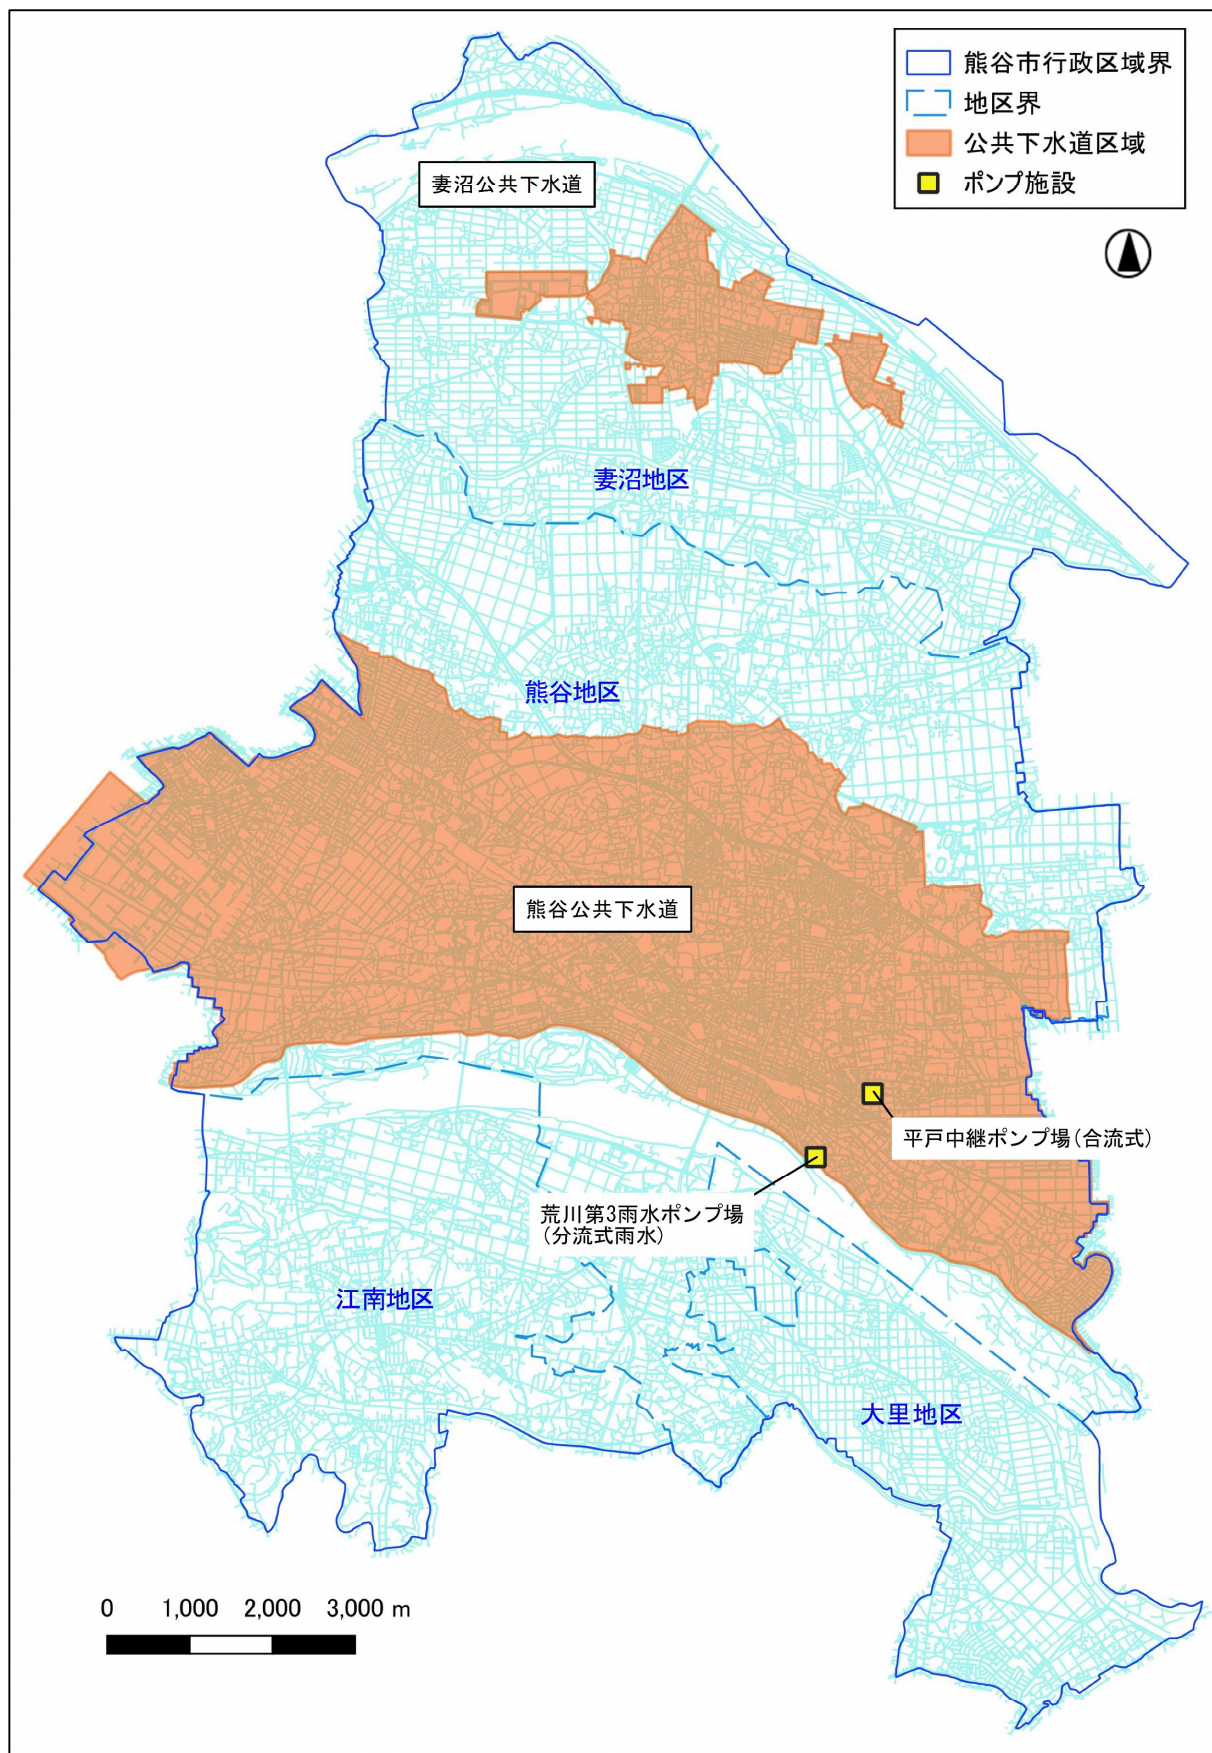 熊谷市行政区域界
地区界
公共下水道区域
ポンプ施設
妻沼公共下水道
妻沼地区
熊谷地区
熊谷公共下水道
平戸中継ポンプ場(合流式)
荒川第3雨水ポンプ場
(分流式雨水)
江南地区
大里地区
0 1,000 2,000 3,000 m